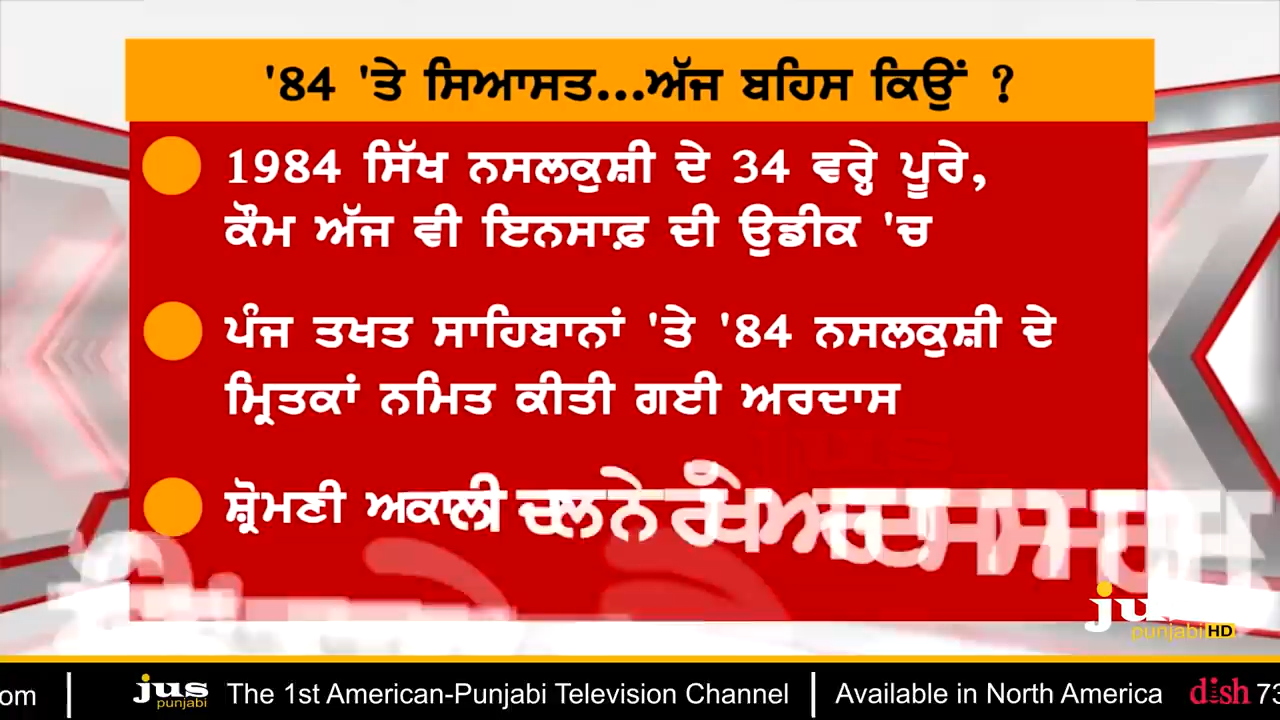 '84 'ਤੇ ਸਿਆਸਤ...ਅੱਜ ਬਹਿਸ ਕਿਉਂ ?
1984 ਸਿੱਖ ਨਸਲਕੁਸ਼ੀ ਦੇ 34 ਵਰ੍ਹੇ ਪੂਰੇ,
ਕੌਮ ਅੱਜ ਵੀ ਇਨਸਾਫ਼ ਦੀ ਉਡੀਕ 'ਚ
ਪੰਜ ਤਖਤ ਸਾਹਿਬਾਨਾਂ 'ਤੇ '84 ਨਸਲਕੁਸ਼ੀ ਦੇ
ਮ੍ਰਿਤਕਾਂ ਨਮਿਤ ਕੀਤੀ ਗਈ ਅਰਦਾਸ
ਸ਼੍ਰੋਮਣੀ ਅਕਾਲੀ
jus
punjabi HD
om | jus punjabi The 1st American-Punjabi Television Channel | Available in North America dish 73